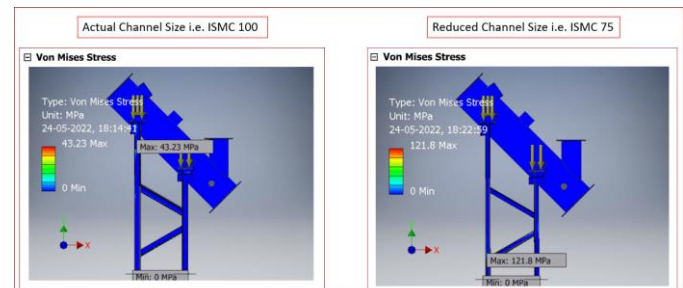 Actual Channel Size i.e. ISMC 100
Von Mises Stress
Type: Von Mises Stress
Unit: MPa
24-05-2022, 18:14:41
43.23 Max
Max: 43.23 MPa
0 Min
Y
X
Min: 0 MPa
Reduced Channel Size i.e. ISMC 75
Von Mises Stress
Type: Von Mises Stress
Unit: MPa
24-05-2022, 18:22:59
121.8 Max
0 Min
Y
X
Max: 121.8 MPa
Min: 0 MPa